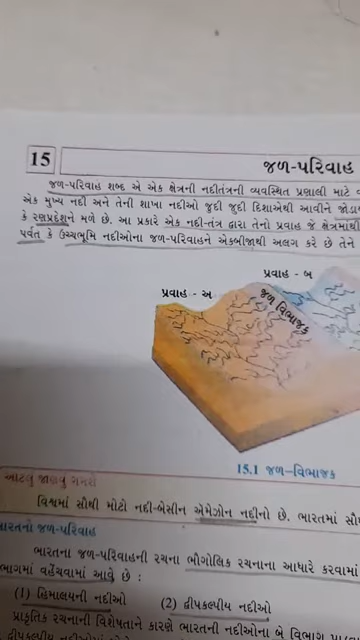 15
જળ-પરિવાહ
જળ-પરિવાહ શબ્દ એ એક ક્ષેત્રની નદીતંત્રની વ્યવસ્થિત પ્રણાલી માટે
એક મુખ્ય નદી અને તેની શાખા નદીઓ જુદી જુદી દિશાએથી આવીને
કે રણપ્રદેશને મળે છે. આ પ્રકારે એક નદી-તંત્ર દ્વારા તેનો પ્રવાહ જે ક્ષેત્રમાંથી
પર્વત કે ઉચ્ચભૂમિ નદીઓના જળ-પરિવાહને એકબીજાથી અલગ કરે છે તેને
પ્રવાહ - બ
પ્રવાહ - અ
જળ વિભાજક
15.1 જળ-વિભાજક
આટલું જાણવું ગમશે
વિશ્વમાં સૌથી મોટો નદી-બેસીન એમેઝોન નદીનો છે. ભારતમાં
ભારતનો જળ-પરિવાહ
ભારતના જળ-પરિવાહની રચના ભૌગોલિક રચનાના આધારે કરવામાં
ભાગમાં વહેંચવામાં આવે છે :
(1) હિમાલયની નદીઓ (2) દ્વીપકલ્પીય નદીઓ
પ્રાકૃતિક રચનાની વિશેષતાને કારણે ભારતની નદીઓના બે વિભાગ